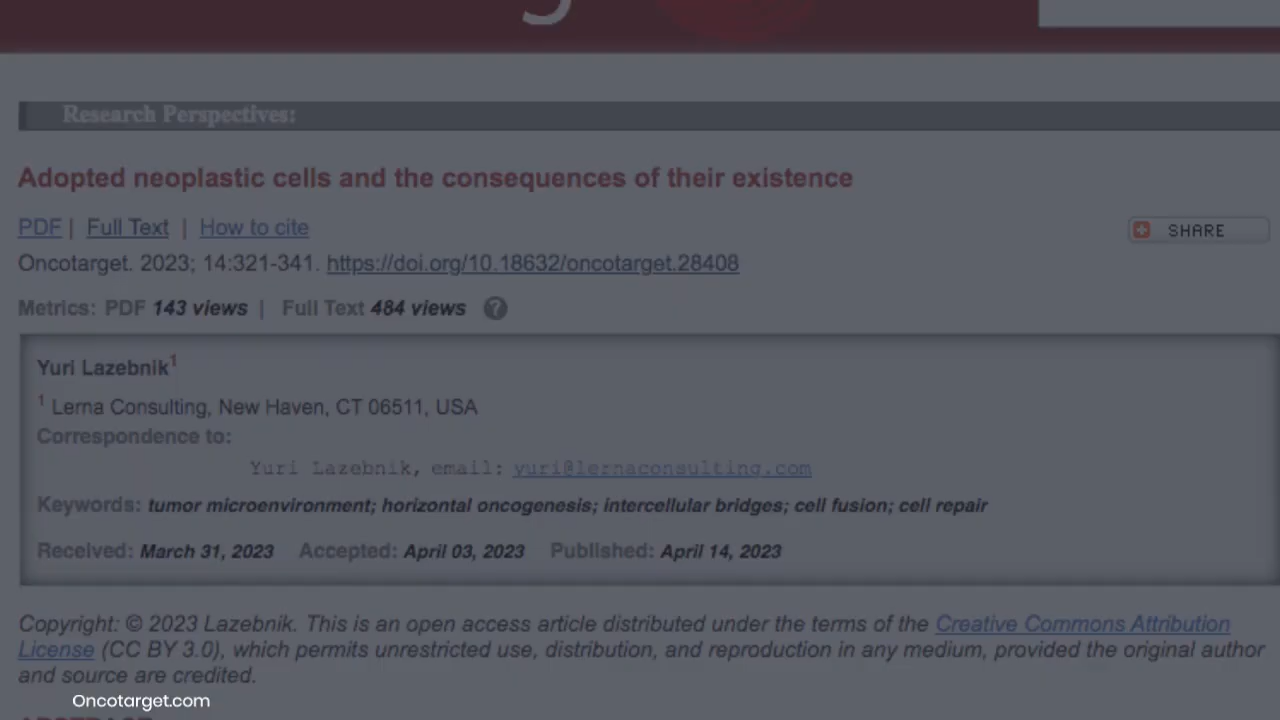 Research Perspectives:
Adopted neoplastic cells and the consequences of their existence
PDF | Full Text | How to cite
SHARE
Oncotarget. 2023; 14:321-341. https://doi.org/10.18632/oncotarget.28408
Metrics: PDF 143 views | Full Text 484 views ?
Yuri Lazebnik1
1 Lerna Consulting, New Haven, CT 06511, USA
Correspondence to:
Yuri Lazebnik, email: yuri@lernaconsulting.com
Keywords: tumor microenvironment; horizontal oncogenesis; intercellular bridges; cell fusion; cell repair
Received: March 31, 2023 Accepted: April 03, 2023 Published: April 14, 2023
Copyright: © 2023 Lazebnik. This is an open access article distributed under the terms of the Creative Commons Attribution
License (CC BY 3.0), which permits unrestricted use, distribution, and reproduction in any medium, provided the original author
and source are credited.
Oncotarget.com